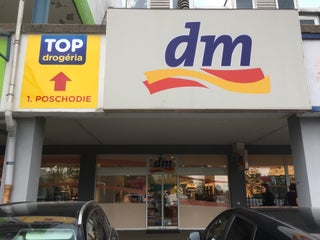 TOP
drogéria
1. POSCHODIE
dm
dm